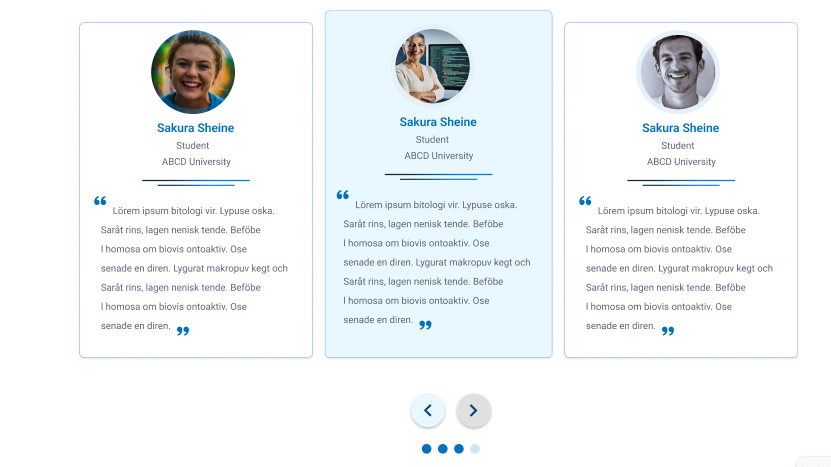 Sakura Sheine
Student
ABCD University
“
Lörem ipsum bitologi vir. Lypuse oska.
Saråt rins, lagen nenisk tende. Beföbe
l homosa om biovis ontoaktiv. Ose
senade en diren. Lygurat makropuv kegt och
Saråt rins, lagen nenisk tende. Beföbe
l homosa om biovis ontoaktiv. Ose
senade en diren. ”
Sakura Sheine
Student
ABCD University
“
Lörem ipsum bitologi vir. Lypuse oska.
Saråt rins, lagen nenisk tende. Beföbe
l homosa om biovis ontoaktiv. Ose
senade en diren. Lygurat makropuv kegt och
Saråt rins, lagen nenisk tende. Beföbe
l homosa om biovis ontoaktiv. Ose
senade en diren. ”
Sakura Sheine
Student
ABCD University
“
Lörem ipsum bitologi vir. Lypuse oska.
Saråt rins, lagen nenisk tende. Beföbe
l homosa om biovis ontoaktiv. Ose
senade en diren. Lygurat makropuv kegt och
Saråt rins, lagen nenisk tende. Beföbe
l homosa om biovis ontoaktiv. Ose
senade en diren. ”